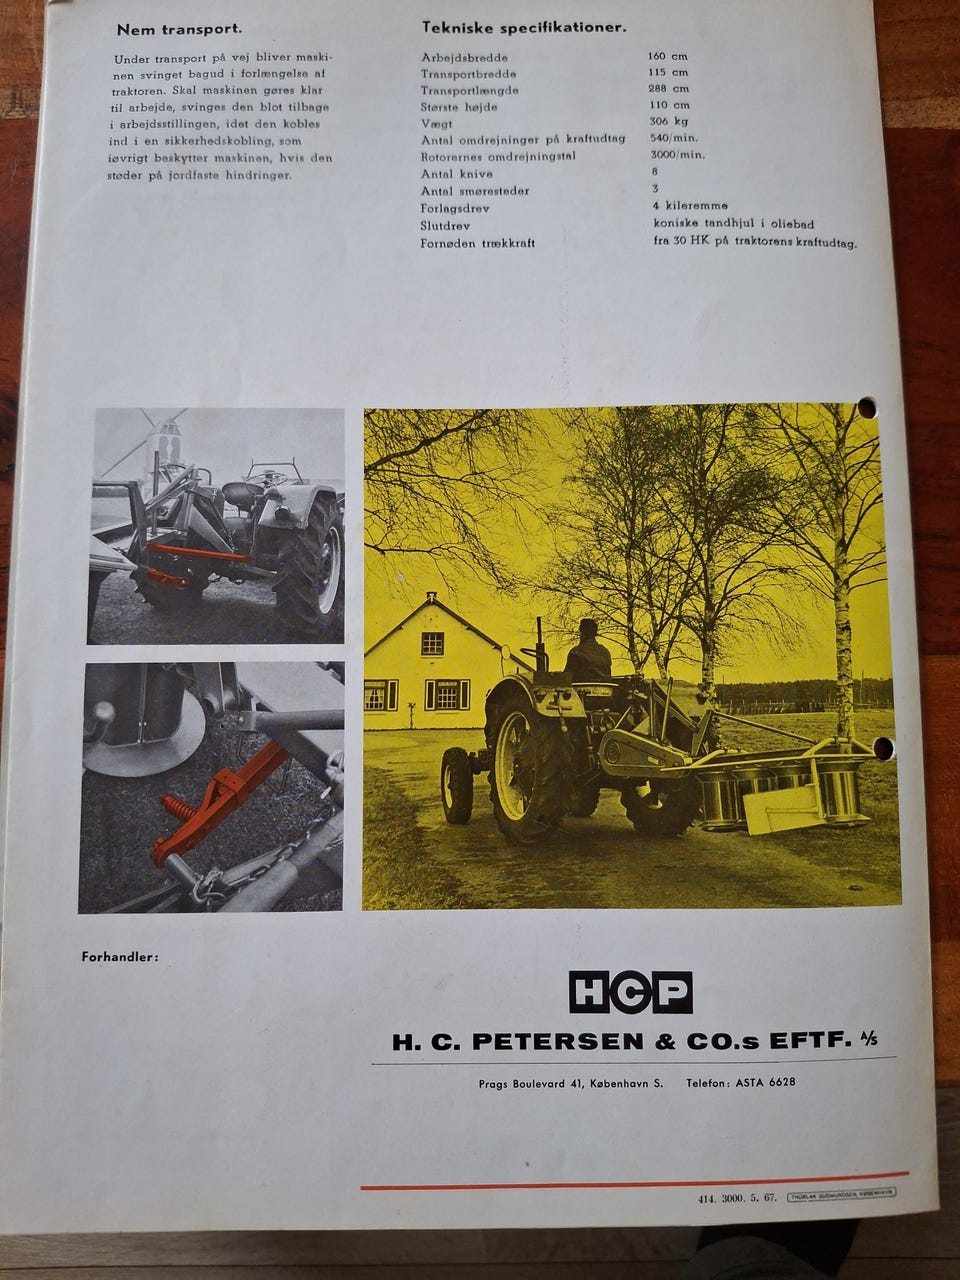 Nem transport.
Under transport på vej bliver maski-
nen svinget bagud i forlængelse af
traktoren. Skal maskinen gøres klar
til arbejde, svinges den blot tilbage
i arbejdsstillingen, idet den kobles
ind i en sikkerhedskobling, som
iøvrigt beskytter maskinen, hvis den
støder på jordfaste hindringer.
Tekniske specifikationer.
Arbejdsbredde 160 cm
Transportbredde 115 cm
Transportlængde 288 cm
Største højde 110 cm
Vægt 306 kg
Antal omdrejninger på kraftudtag 540/min.
Rotorernes omdrejningstal 3000/min.
Antal knive 8
Antal smøresteder 3
Forlagsdrev 4 kileremme
Slutdrev koniske tandhjul i oliebad
Fornøden trækkraft fra 30 HK på traktorens kraftudtag.
Forhandler:
HCP
H. C. PETERSEN & CO.s EFTF. A/S
Prags Boulevard 41, København S. Telefon: ASTA 6628
414. 3000. 5. 67. THORLAK GUDMUNDSEN, KØBENHAVN